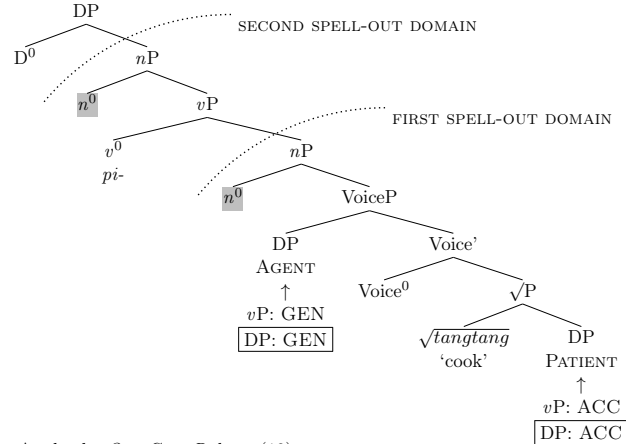 DP
SECOND SPELL-OUT DOMAIN
D⁰ nP
n⁰ vP
FIRST SPELL-OUT DOMAIN
v⁰ nP
pi-
n⁰ VoiceP
DP Voice'
AGENT
↑ Voice⁰ √P
vP: GEN
DP: GEN √tangtang DP
'cook' PATIENT
↑
vP: ACC
DP: ACC